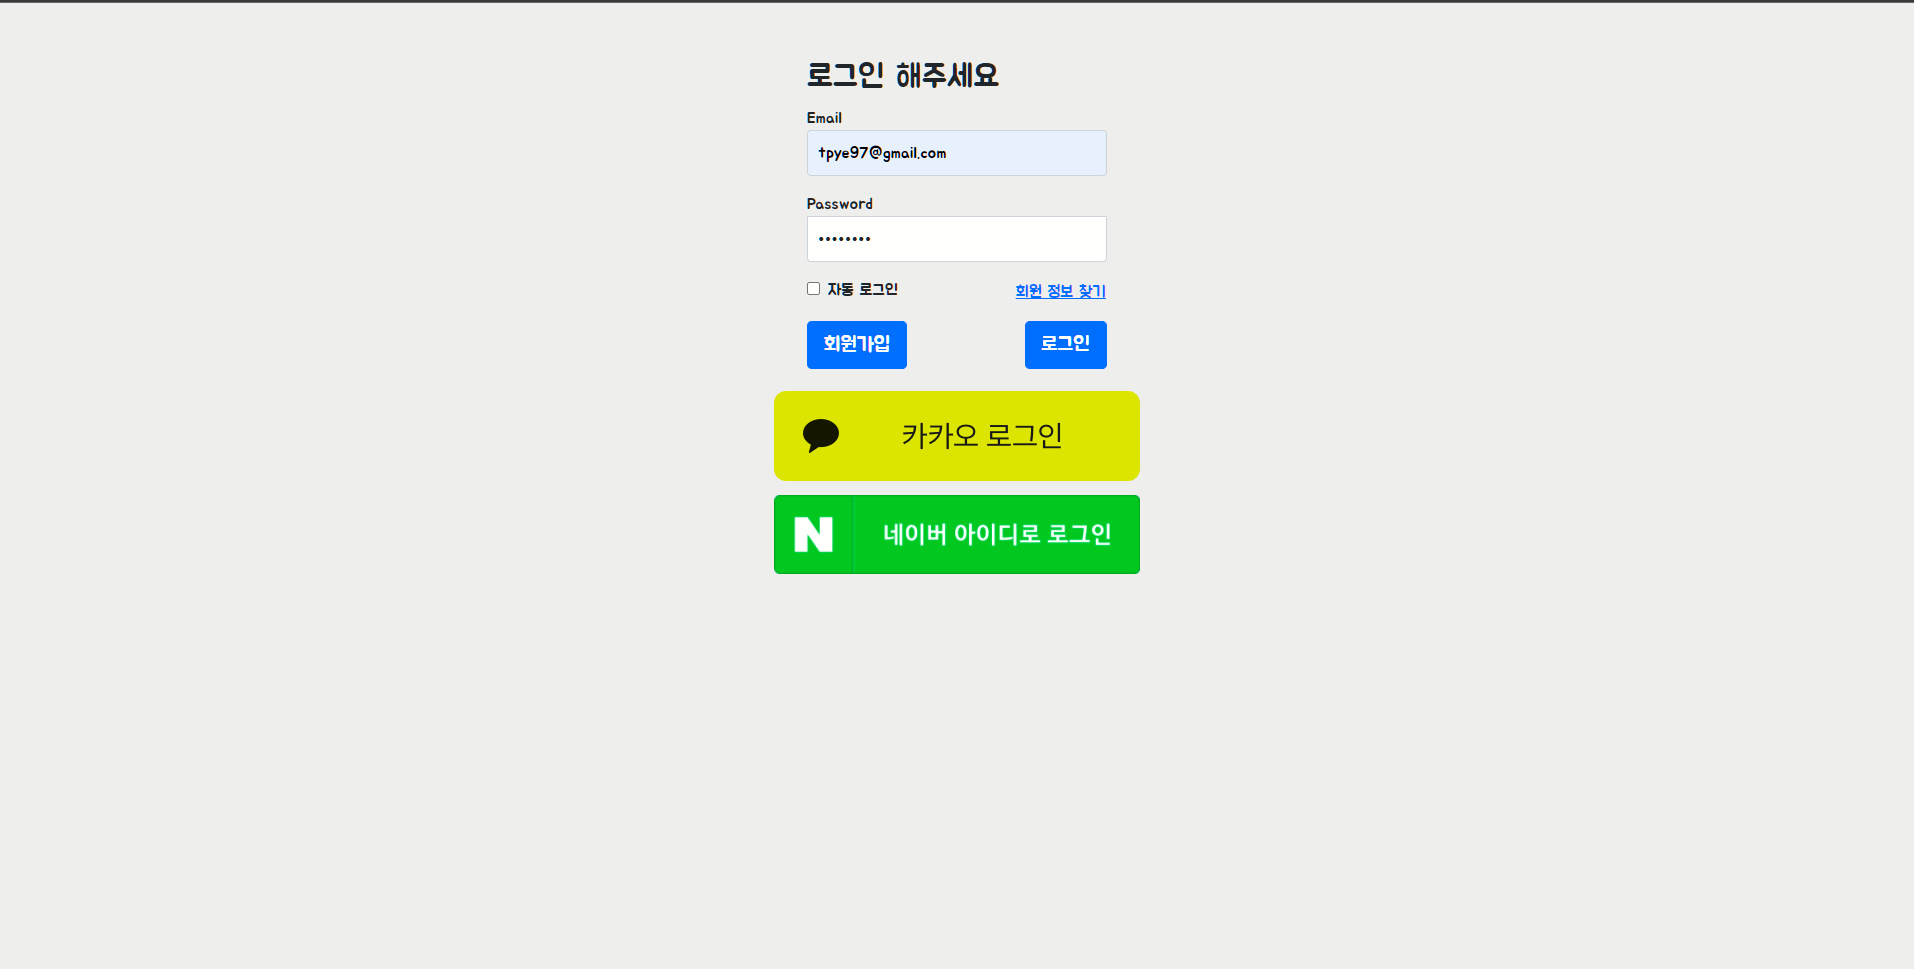 로그인 해주세요
Email
tpye97@gmail.com
Password
••••••••
자동 로그인 회원 정보 찾기
회원가입 로그인
카카오 로그인
N 네이버 아이디로 로그인